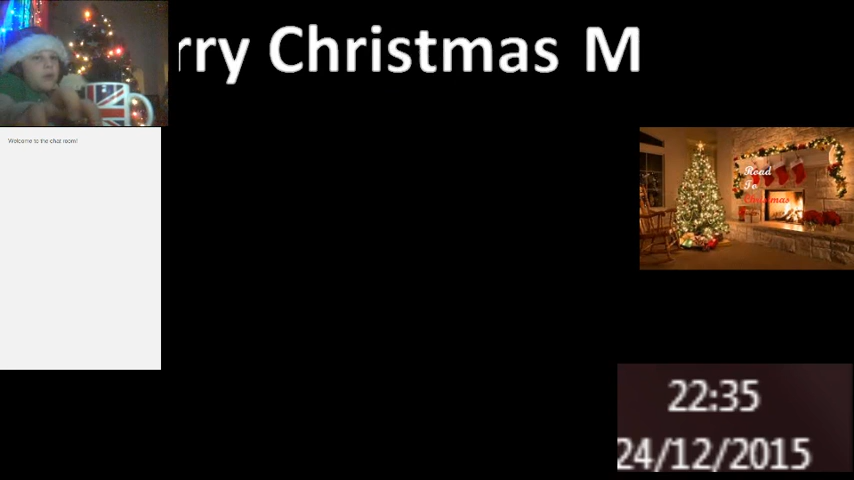 rry Christmas M
Welcome to the chat room!
Road
To
Christmas
22:35
24/12/2015